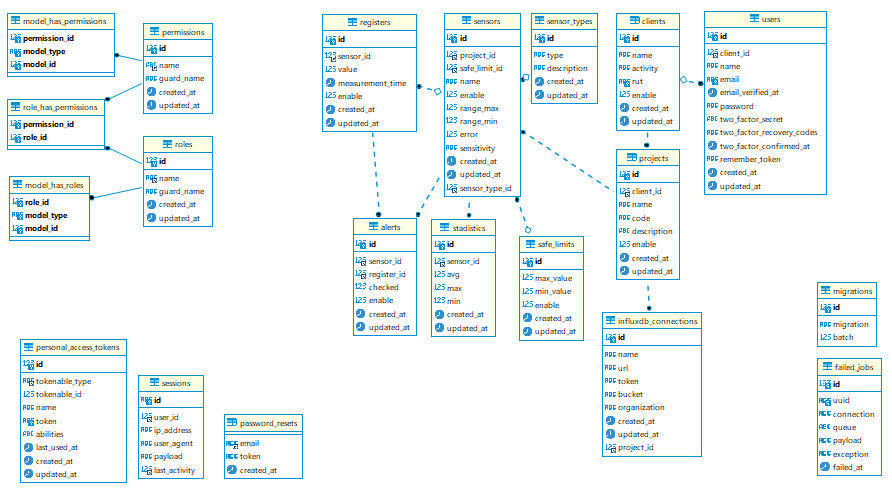 model_has_permissions
permission_id
model_type
model_id
permissions
id
name
guard_name
created_at
updated_at
role_has_permissions
permission_id
role_id
roles
id
name
guard_name
created_at
updated_at
model_has_roles
role_id
model_type
model_id
registers
id
sensor_id
value
measurement_time
enable
created_at
updated_at
sensors
id
project_id
safe_limit_id
name
enable
range_max
range_min
error
sensitivity
created_at
updated_at
sensor_type_id
sensor_types
id
type
description
created_at
updated_at
clients
id
name
activity
rut
enable
created_at
updated_at
users
id
client_id
name
email
email_verified_at
password
two_factor_secret
two_factor_recovery_codes
two_factor_confirmed_at
remember_token
created_at
updated_at
projects
id
client_id
name
code
description
enable
created_at
updated_at
alerts
id
sensor_id
register_id
checked
enable
created_at
updated_at
stadistics
id
sensor_id
avg
max
min
created_at
updated_at
safe_limits
id
max_value
min_value
enable
created_at
updated_at
influxdb_connections
id
name
url
token
bucket
organization
created_at
updated_at
project_id
migrations
id
migration
batch
failed_jobs
id
uuid
connection
queue
payload
exception
failed_at
personal_access_tokens
id
tokenable_type
tokenable_id
name
token
abilities
last_used_at
created_at
updated_at
sessions
id
user_id
ip_address
user_agent
payload
last_activity
password_resets
email
token
created_at